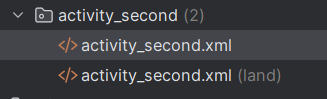 activity_second (2)
</> activity_second.xml
</> activity_second.xml (land)